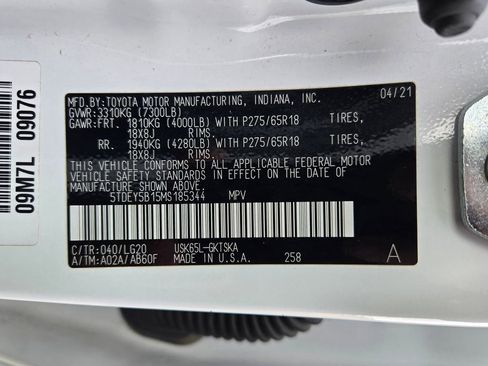 MFD.BY:TOYOTA MOTOR MANUFACTURING, INDIANA, INC. 04/21
GVWR:3310KG (7300LB)
GAWR:FRT. 1810KG (4000LB) WITH P275/65R18 TIRES,
18X8J RIMS.
RR. 1940KG (4280LB) WITH P275/65R18 TIRES,
18X8J RIMS.
THIS VEHICLE CONFORMS TO ALL APPLICABLE FEDERAL MOTOR
VEHICLE SAFETY STANDARDS IN EFFECT ON THE DATE OF
MANUFACTURE SHOWN ABOVE.
5TDEY5B15MS185344 MPV
C/TR:040/LG20 USK65L-GKTSKA
A/TM:A02A/AB60F MADE IN U.S.A. 258 A
09M7L 09076